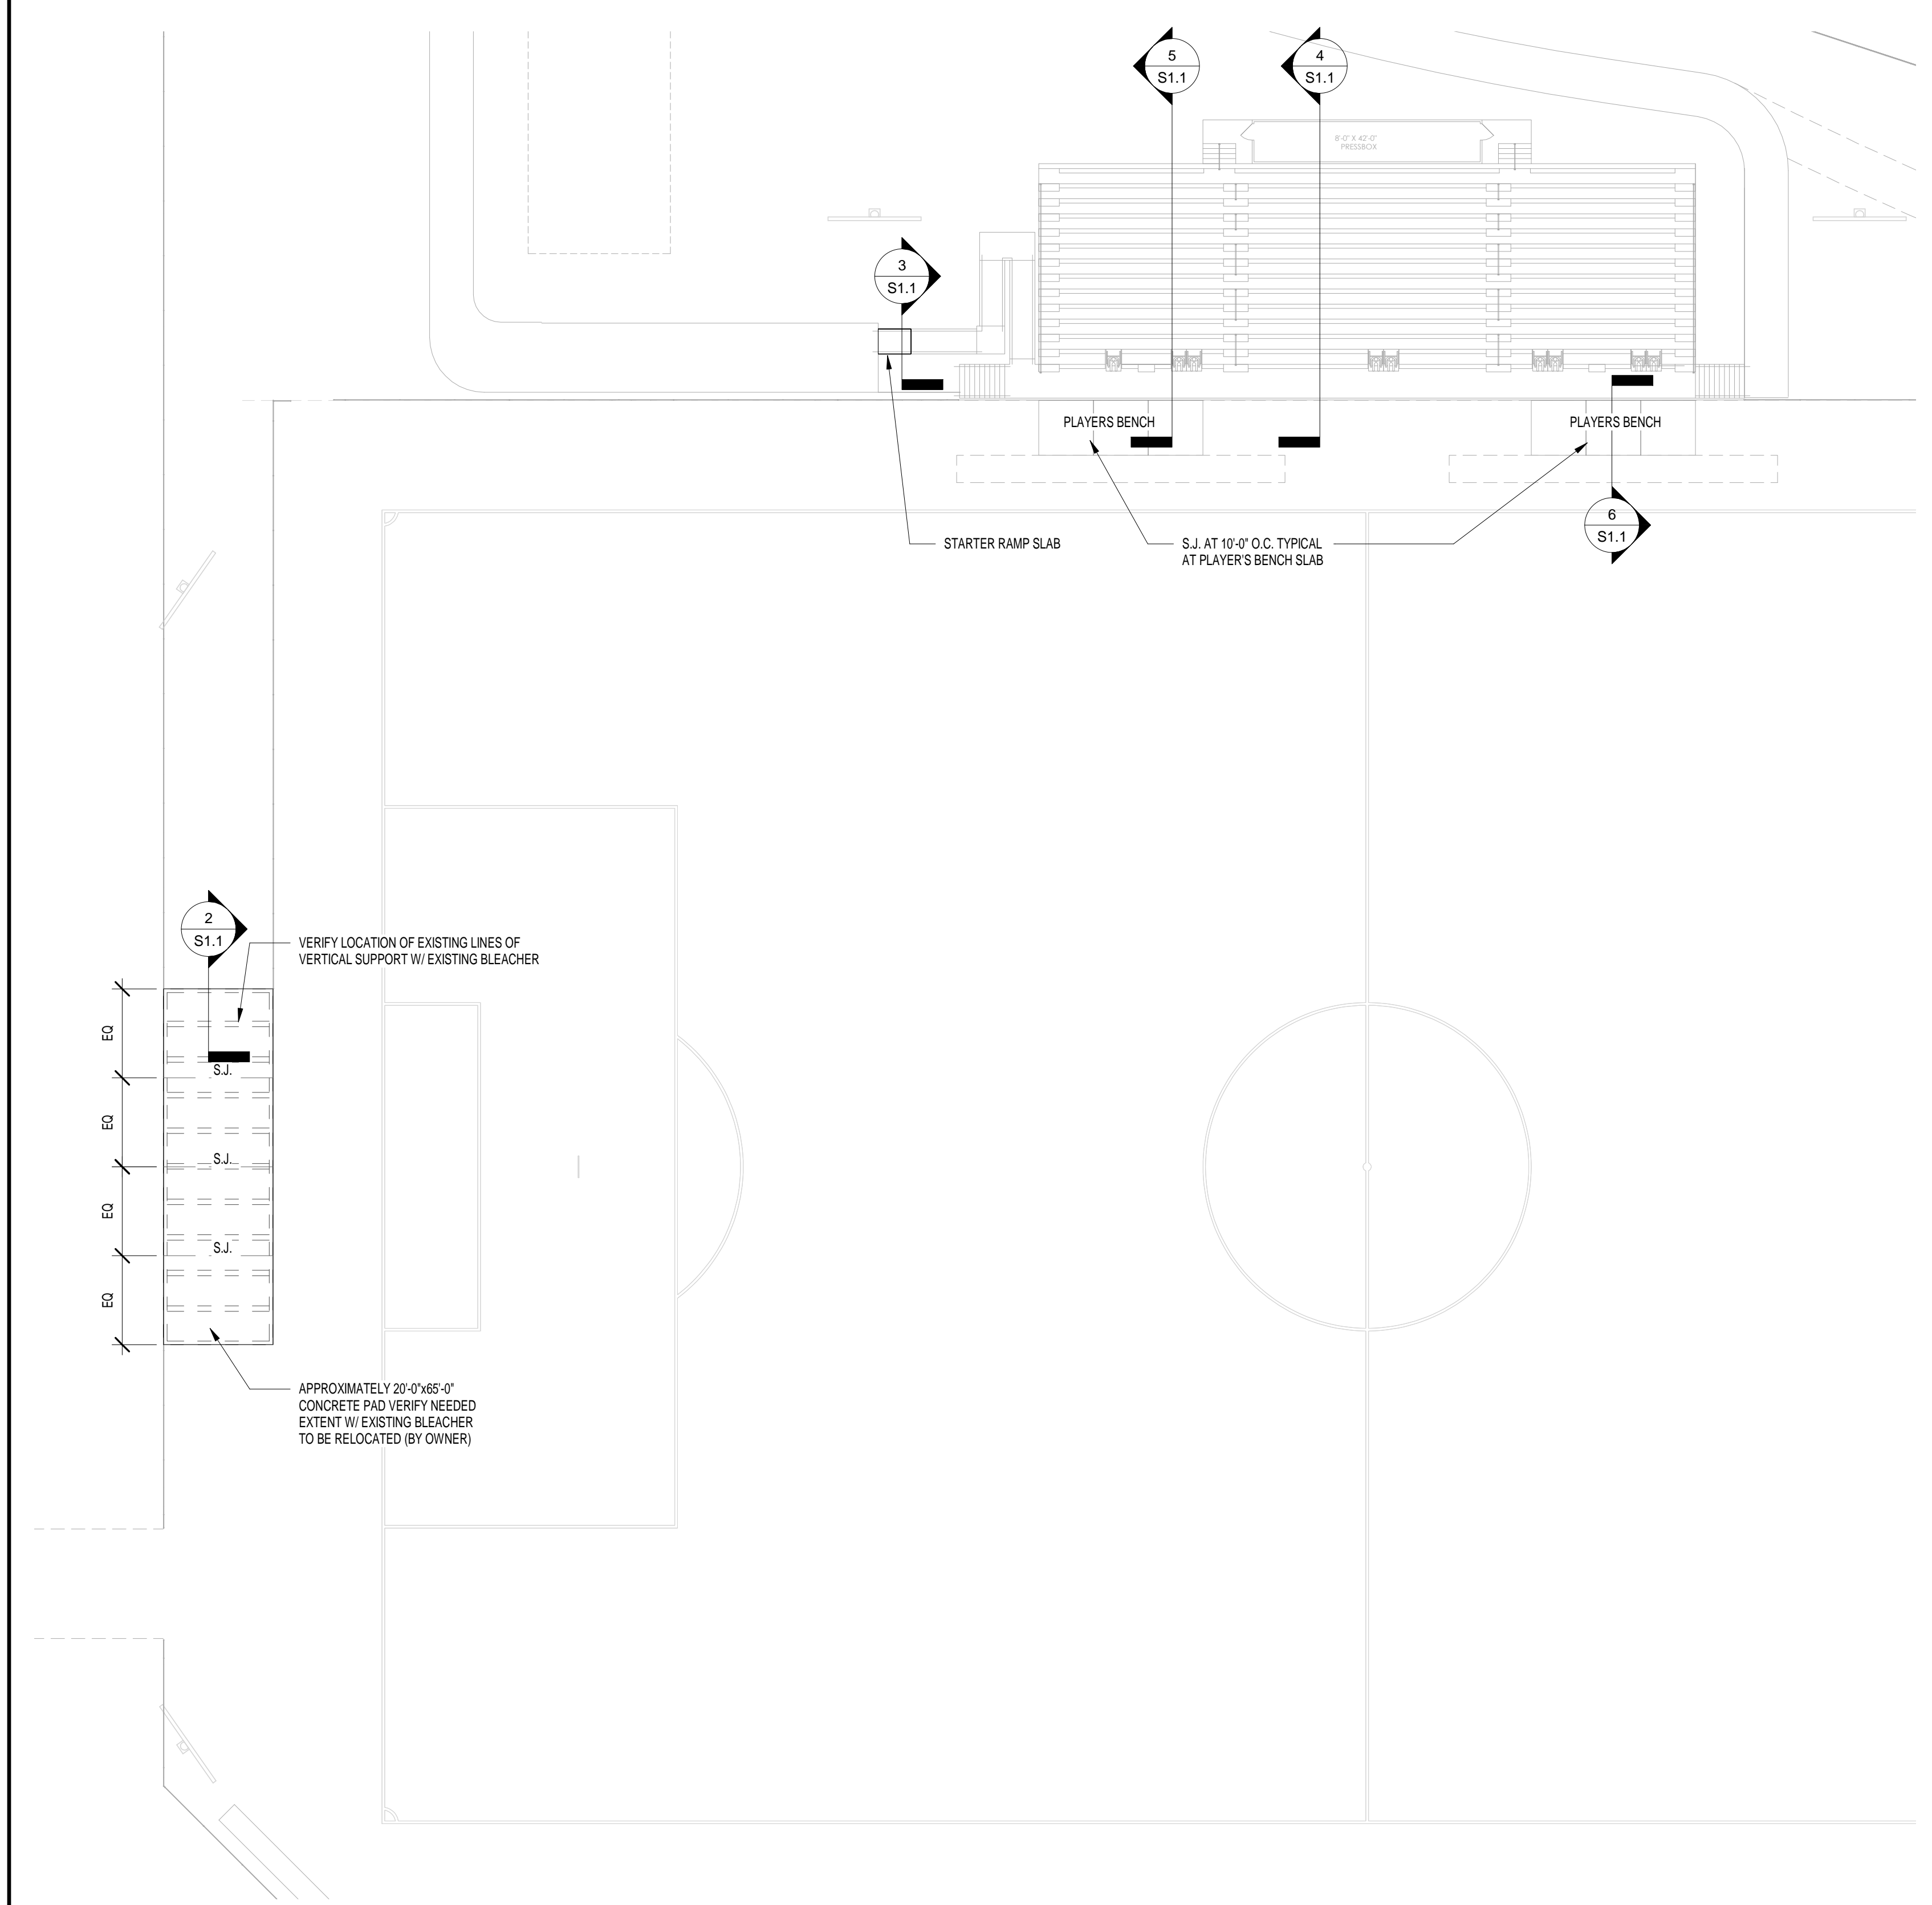 5
S1.1
4
S1.1
8'-0" X 42'-0"
PRESSBOX
3
S1.1
PLAYERS BENCH
PLAYERS BENCH
6
S1.1
STARTER RAMP SLAB
S.J. AT 10'-0" O.C. TYPICAL
AT PLAYER'S BENCH SLAB
2
S1.1
VERIFY LOCATION OF EXISTING LINES OF
VERTICAL SUPPORT W/ EXISTING BLEACHER
EQ
S.J.
EQ
S.J.
EQ
S.J.
EQ
APPROXIMATELY 20'-0"x65'-0"
CONCRETE PAD VERIFY NEEDED
EXTENT W/ EXISTING BLEACHER
TO BE RELOCATED (BY OWNER)